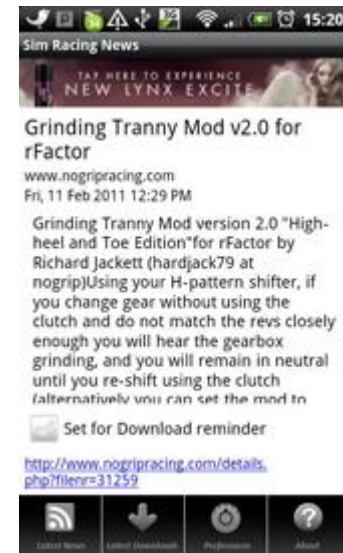 15:20
Sim Racing News
TAP HERE TO EXPERIENCE
NEW LYNX EXCITE
Grinding Tranny Mod v2.0 for
rFactor
www.nogripracing.com
Fri, 11 Feb 2011 12:29 PM
Grinding Tranny Mod version 2.0 "High-
heel and Toe Edition"for rFactor by
Richard Jackett (hardjack79 at
nogrip)Using your H-pattern shifter, if
you change gear without using the
clutch and do not match the revs closely
enough you will hear the gearbox
grinding, and you will remain in neutral
until you re-shift using the clutch
(alternatively you can set the mod to
Set for Download reminder
http://www.nogripracing.com/details.
php?filenr=31259
Latest News Latest Downloads Preferences About